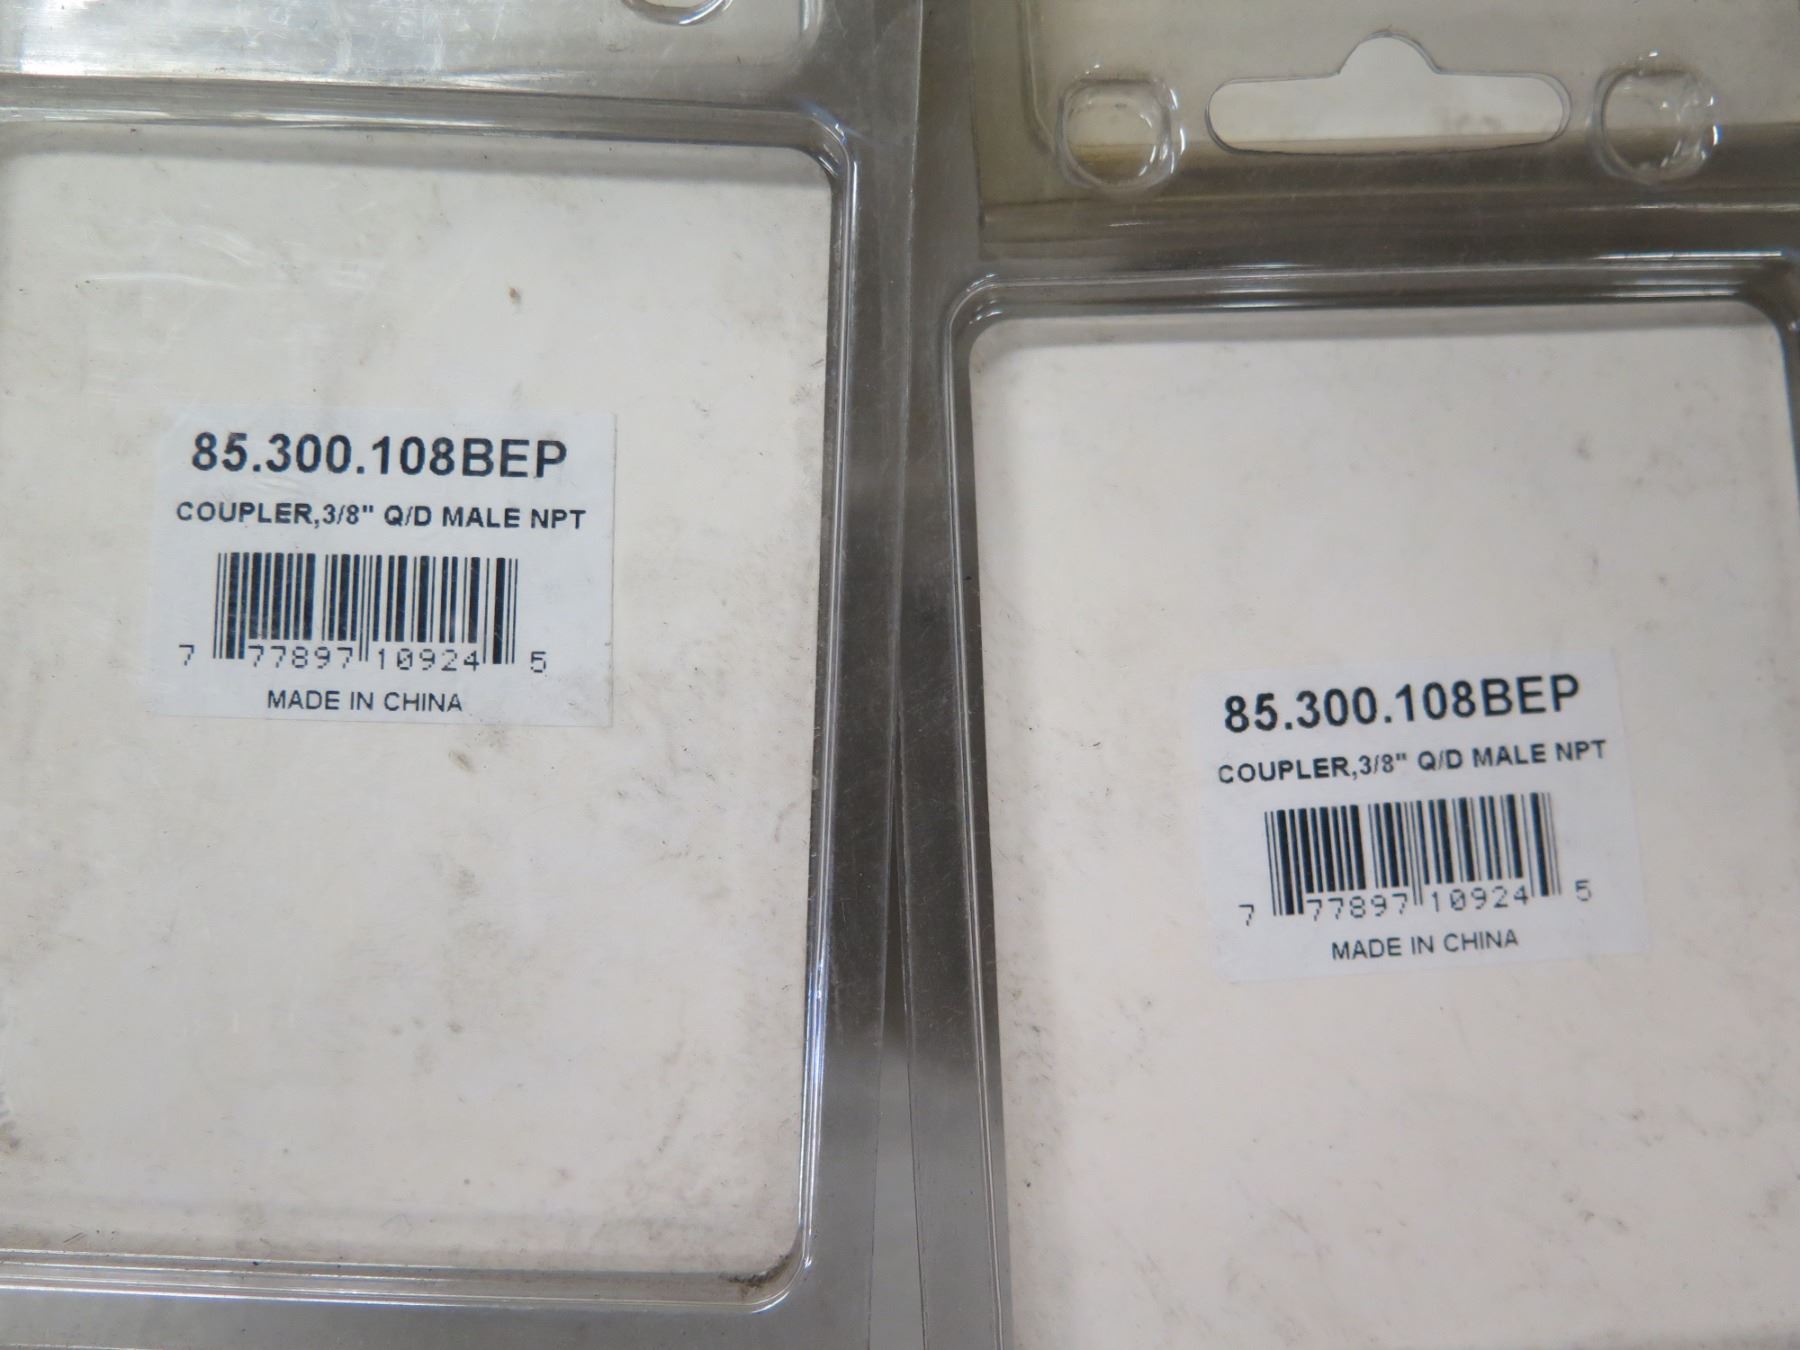 85.300.108BEP
COUPLER,3/8" Q/D MALE NPT
7 77897 10924 5
MADE IN CHINA
85.300.108BEP
COUPLER,3/8" Q/D MALE NPT
7 77897 10924 5
MADE IN CHINA